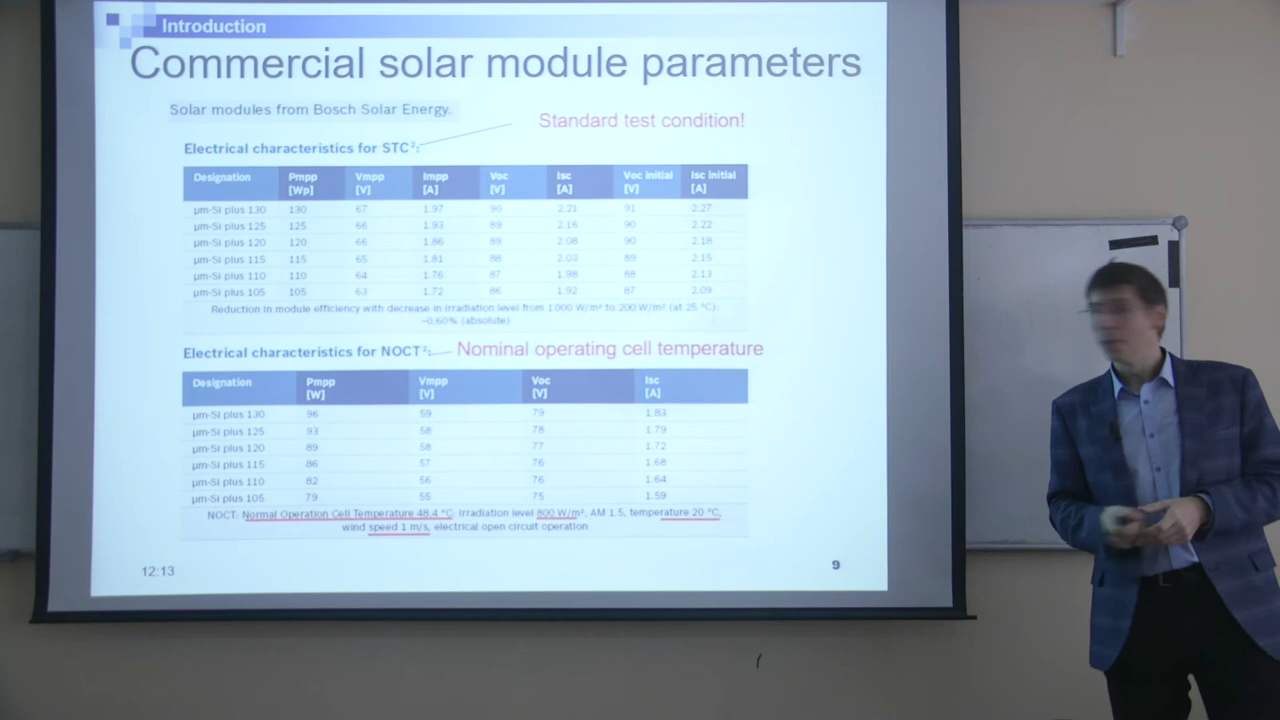 Introduction
Commercial solar module parameters
Solar modules from Bosch Solar Energy.
Standard test condition!
Electrical characteristics for STC²:
Designation Pmpp [Wp] Vmpp [V] Impp [A] Voc [V] Isc [A] Voc initial [V] Isc initial [A]
µm-Si plus 130 130 67 1.97 90 2.21 91 2.27
µm-Si plus 125 125 66 1.93 89 2.16 90 2.22
µm-Si plus 120 120 66 1.86 89 2.08 90 2.18
µm-Si plus 115 115 65 1.81 88 2.03 89 2.15
µm-Si plus 110 110 64 1.76 87 1.98 88 2.13
µm-Si plus 105 105 63 1.72 86 1.92 87 2.09
Reduction in module efficiency with decrease in irradiation level from 1000 W/m² to 200 W/m² (at 25 °C):
–0.60% (absolute)
Electrical characteristics for NOCT³:
Nominal operating cell temperature
Designation Pmpp [W] Vmpp [V] Voc [V] Isc [A]
µm-Si plus 130 96 59 79 1.83
µm-Si plus 125 93 58 78 1.79
µm-Si plus 120 89 58 77 1.72
µm-Si plus 115 86 57 76 1.68
µm-Si plus 110 82 56 76 1.64
µm-Si plus 105 79 55 75 1.59
NOCT: Normal Operation Cell Temperature 48.4 °C: Irradiation level 800 W/m², AM 1.5, temperature 20 °C,
wind speed 1 m/s, electrical open circuit operation
12:13
9